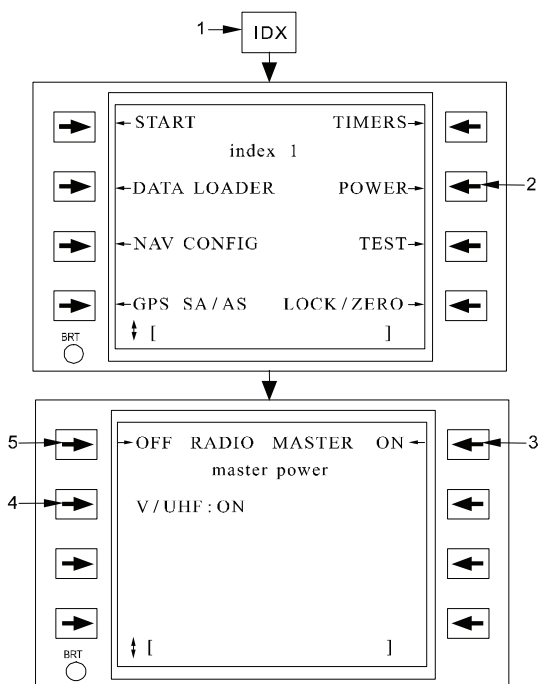 1 IDX
START TIMERS
index 1
DATA LOADER POWER 2
NAV CONFIG TEST
GPS SA/AS LOCK/ZERO
BRT [ ]
5 OFF RADIO MASTER ON 3
master power
4 V/UHF:ON
BRT [ ]